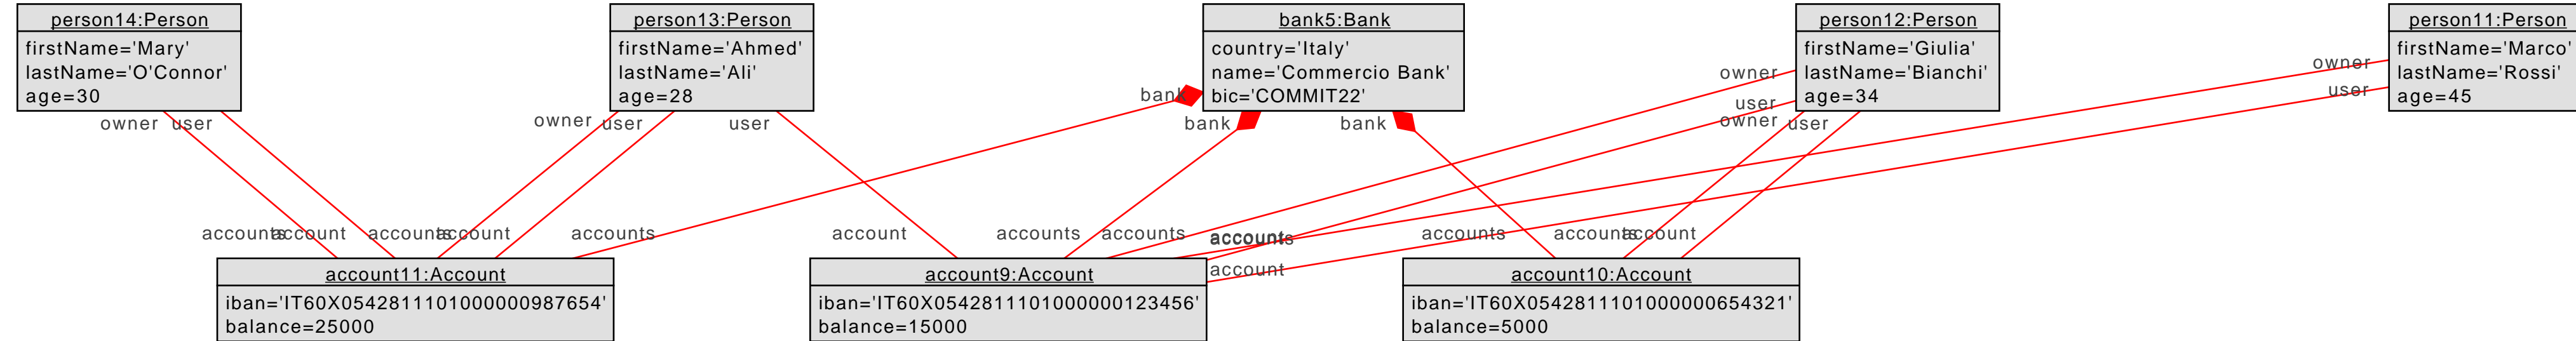 person14:Person
firstName='Mary'
lastName='O'Connor'
age=30
person13:Person
firstName='Ahmed'
lastName='Ali'
age=28
bank5:Bank
country='Italy'
name='Commercio Bank'
bic='COMMIT22'
person12:Person
firstName='Giulia'
lastName='Bianchi'
age=34
person11:Person
firstName='Marco'
lastName='Rossi'
age=45
owner
user
owner
user
user
bank
bank
bank
owner
user
owner
user
owner
user
accounts
account
accounts
account
accounts
account
accounts
accounts
account
accounts
account
accounts
accounts
account
account11:Account
iban='IT60X0542811101000000987654'
balance=25000
account9:Account
iban='IT60X0542811101000000123456'
balance=15000
account10:Account
iban='IT60X0542811101000000654321'
balance=5000